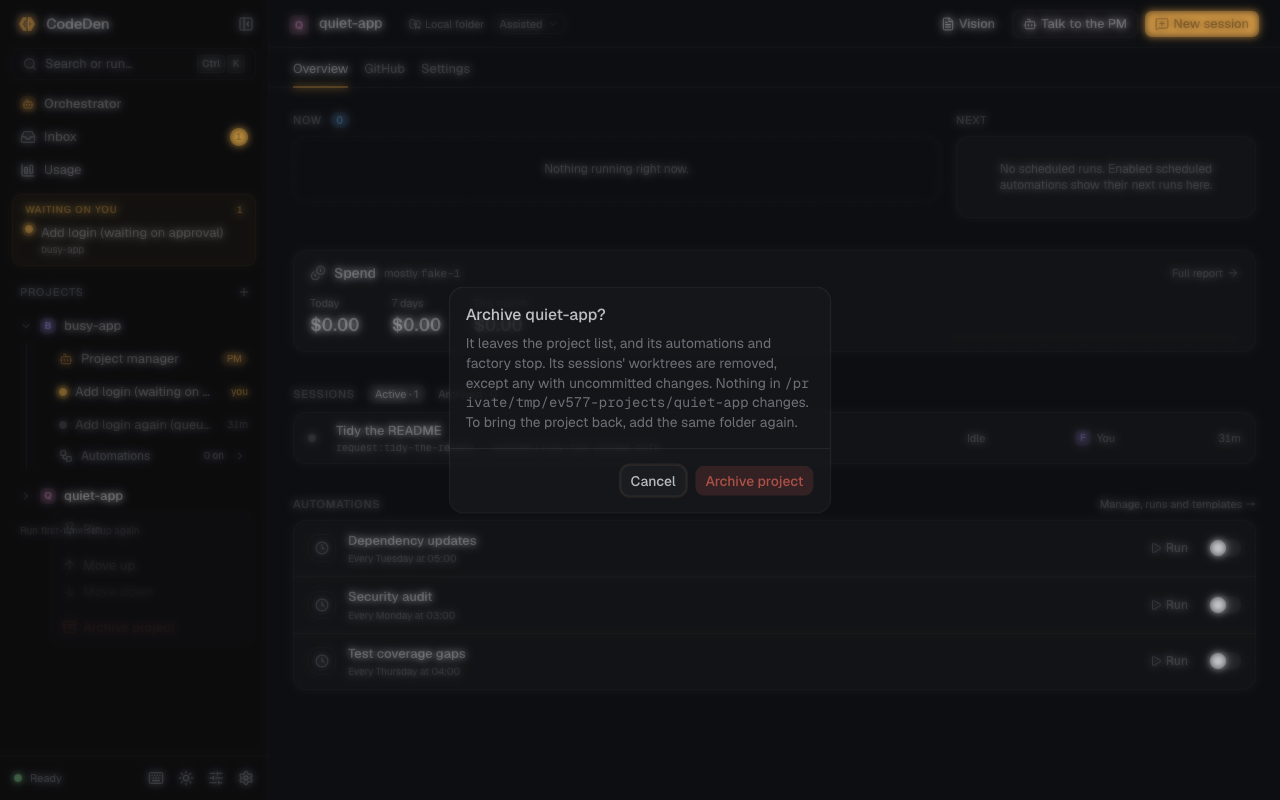 CodeDen
Search or run...
Ctrl K
Orchestrator
Inbox
Usage
WAITING ON YOU 1
Add login (waiting on approval)
busy-app
PROJECTS +
B busy-app
Project manager PM
Add login (waiting on ... you
Add login again (queu... 31m
Automations 0 on
Q quiet-app
Move up
Archive project
Ready
Q quiet-app Local folder Assisted
Vision
Talk to the PM
New session
Overview GitHub Settings
NOW 0
Nothing running right now.
NEXT
No scheduled runs. Enabled scheduled
automations show their next runs here.
Spend mostly fake-1
Full report →
Today 7 days
$0.00 $0.00 $0.00
SESSIONS Active · 1
Tidy the README
Idle F You 31m
Archive quiet-app?
It leaves the project list, and its automations and
factory stop. Its sessions' worktrees are removed,
except any with uncommitted changes. Nothing in /pr
ivate/tmp/ev577-projects/quiet-app changes.
To bring the project back, add the same folder again.
Cancel Archive project
AUTOMATIONS
Manage, runs and templates →
Dependency updates
Every Tuesday at 05:00
Run
Security audit
Every Monday at 03:00
Run
Test coverage gaps
Every Thursday at 04:00
Run